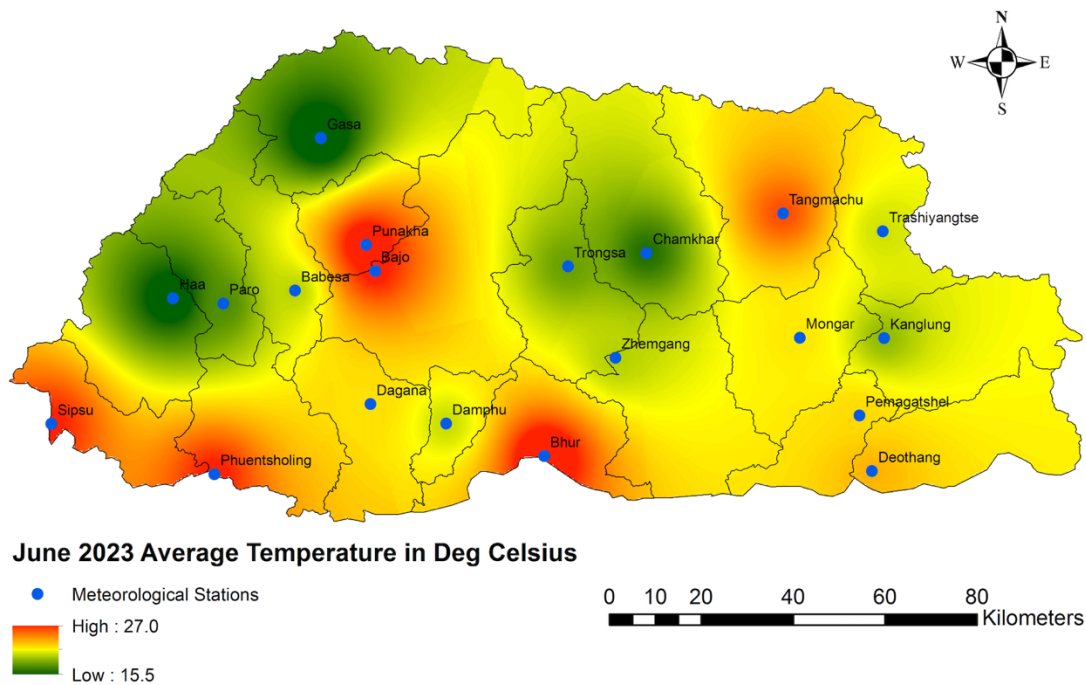 N
W E
S
Gasa
Punakha
Tangmachu
Trashiyangtse
Bajo
Chamkhar
Trongsa
Babesa
Haa
Paro
Mongar
Kanglung
Zhemgang
Dagana
Damphu
Pemagatshel
Sipsu
Bhur
Deothang
Phuentsholing
June 2023 Average Temperature in Deg Celsius
Meteorological Stations
High : 27.0
Low : 15.5
0 10 20 40 60 80
Kilometers